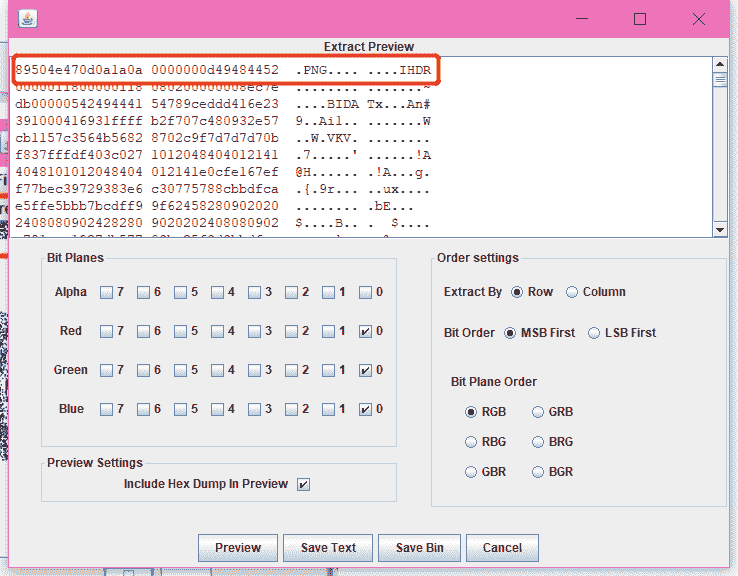 Extract Preview
89504e470d0a1a0a 0000000d49484452 .PNG.... ....IHDR
0000011800000118 080200000008ec7e ........ .......~
db00000542494441 54789ceddd416e23 ....BIDA Tx...An#
391000416931ffff b2f707c480932e57 9..Ail.. .......W
cb1157c3564b5682 8702c9f7d7d7d70b ..W.VKV. ........
f837fffdf403c027 1012048404012141 .7.....' ......!A
4048101012048404 012141e0cfe167ef @H...... .!A...g.
f77bec39729383e6 c30775788cbbdfca .{.9r... ..ux....
e5ffe5bbb7bcdff9 9f62458280902020 ........ .bE...
2408080902428280 9020202408080902 $....B.. . $....
Bit Planes
Alpha 7 6 5 4 3 2 1 0
Red 7 6 5 4 3 2 1 0
Green 7 6 5 4 3 2 1 0
Blue 7 6 5 4 3 2 1 0
Preview Settings
Include Hex Dump In Preview
Order settings
Extract By Row Column
Bit Order MSB First LSB First
Bit Plane Order
RGB GRB
RBG BRG
GBR BGR
Preview Save Text Save Bin Cancel